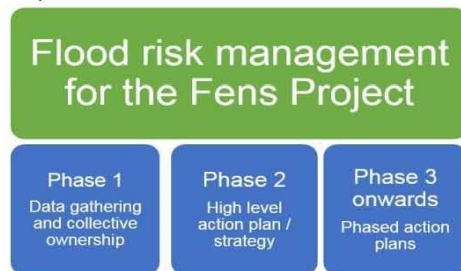 Flood risk management
for the Fens Project
Phase 1
Data gathering
and collective
ownership
Phase 2
High level
action plan /
strategy
Phase 3
onwards
Phased action
plans